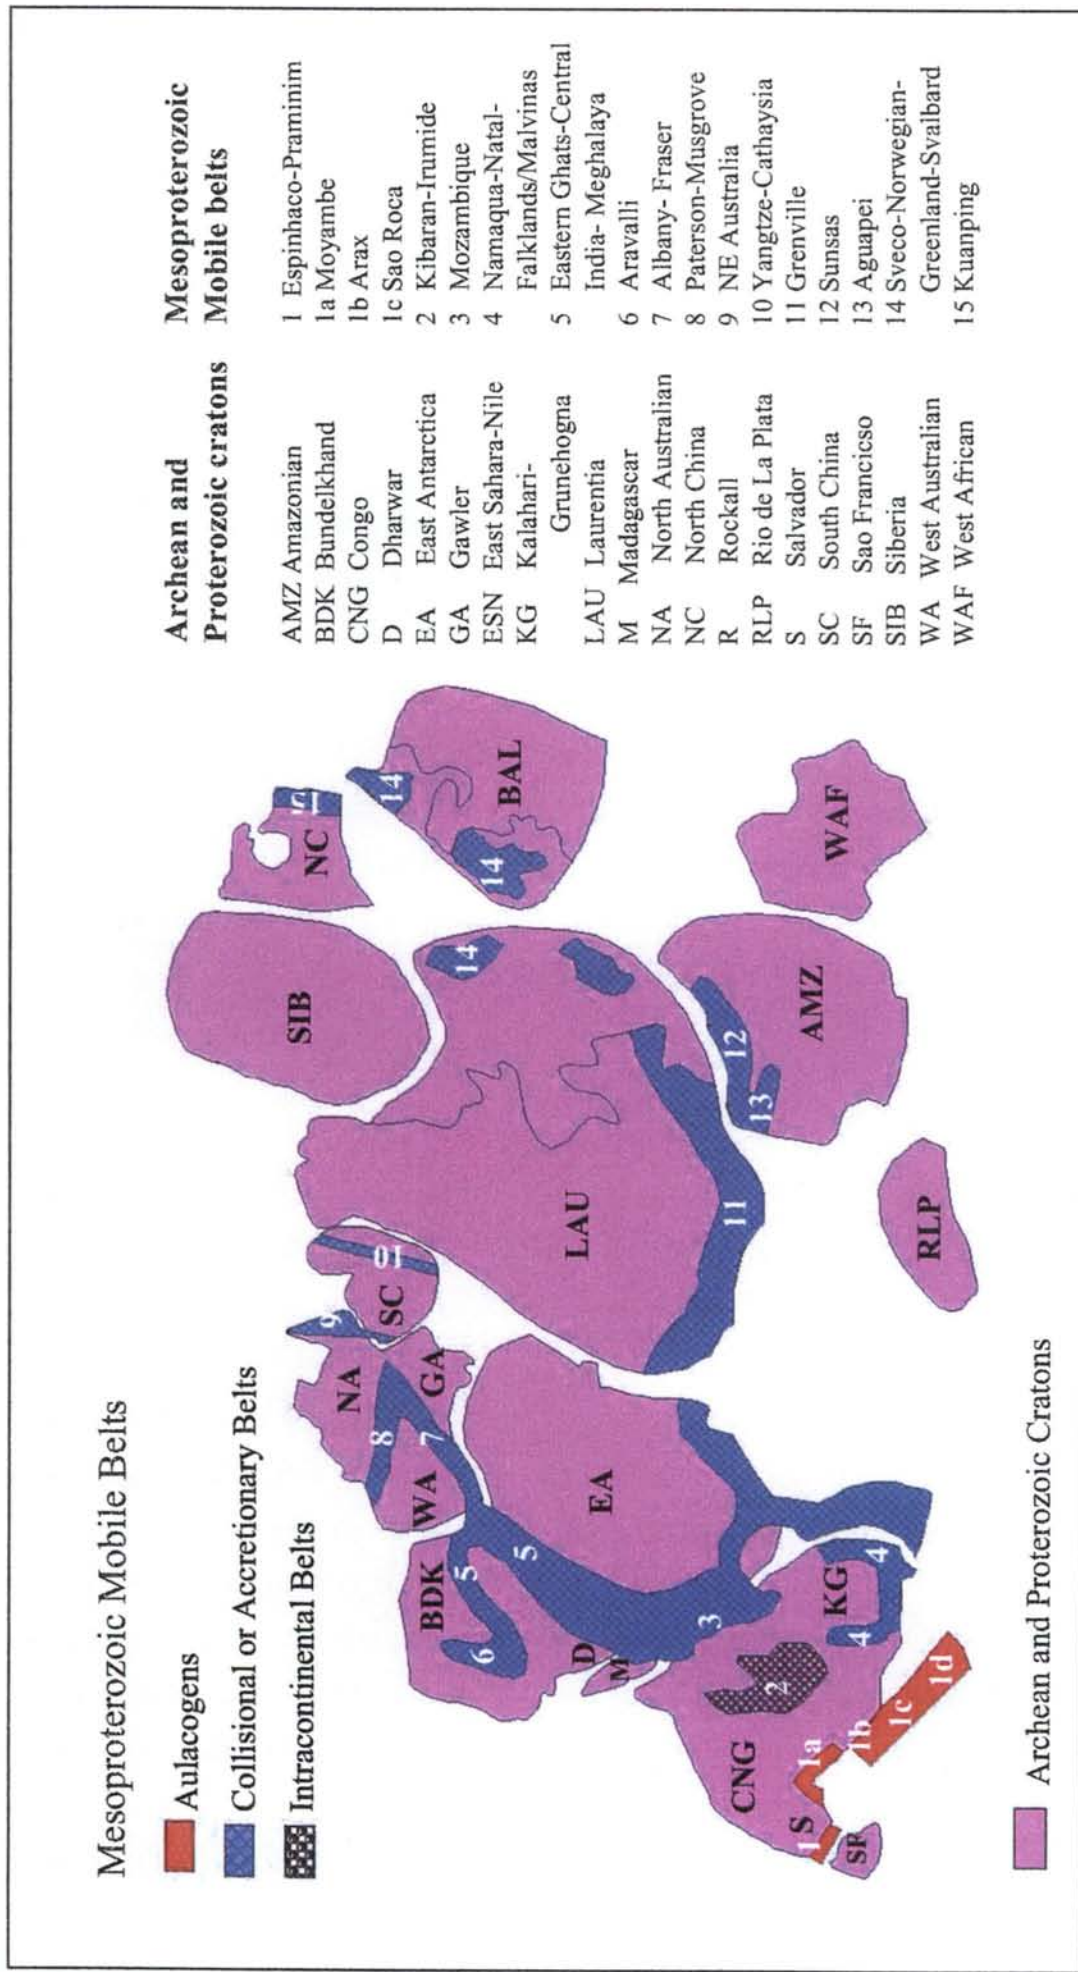 Mesoproterozoic Mobile Belts
Aulacogens
Collisional or Accretionary Belts
Intracontinental Belts
Archean and Proterozoic Cratons
SIB
NC
15
14
BAL
14
14
NA
9
SC
10
GA
8
7
WA
LAU
BDK
5
5
6
EA
D
M
3
11
12
13
AMZ
WAF
RLP
CNG
2
KG
4
4
S
1
1a
1b
1c
1d
SF
Archean and
Proterozoic cratons
AMZ Amazonian
BDK Bundelkhand
CNG Congo
D Dharwar
EA East Antarctica
GA Gawler
ESN East Sahara-Nile
KG Kalahari-
Grunehogna
LAU Laurentia
M Madagascar
NA North Australian
NC North China
R Rockall
RLP Rio de La Plata
S Salvador
SC South China
SF Sao Francicso
SIB Siberia
WA West Australian
WAF West African
Mesoproterozoic
Mobile belts
1 Espinhaco-Praminim
1a Moyambe
1b Arax
1c Sao Roca
2 Kibaran-Irumide
3 Mozambique
4 Namaqua-Natal-
Falklands/Malvinas
5 Eastern Ghats-Central
India- Meghalaya
6 Aravalli
7 Albany- Fraser
8 Paterson-Musgrove
9 NE Australia
10 Yangtze-Cathaysia
11 Grenville
12 Sunsas
13 Aguapei
14 Sveco-Norwegian-
Greenland-Svalbard
15 Kuanping